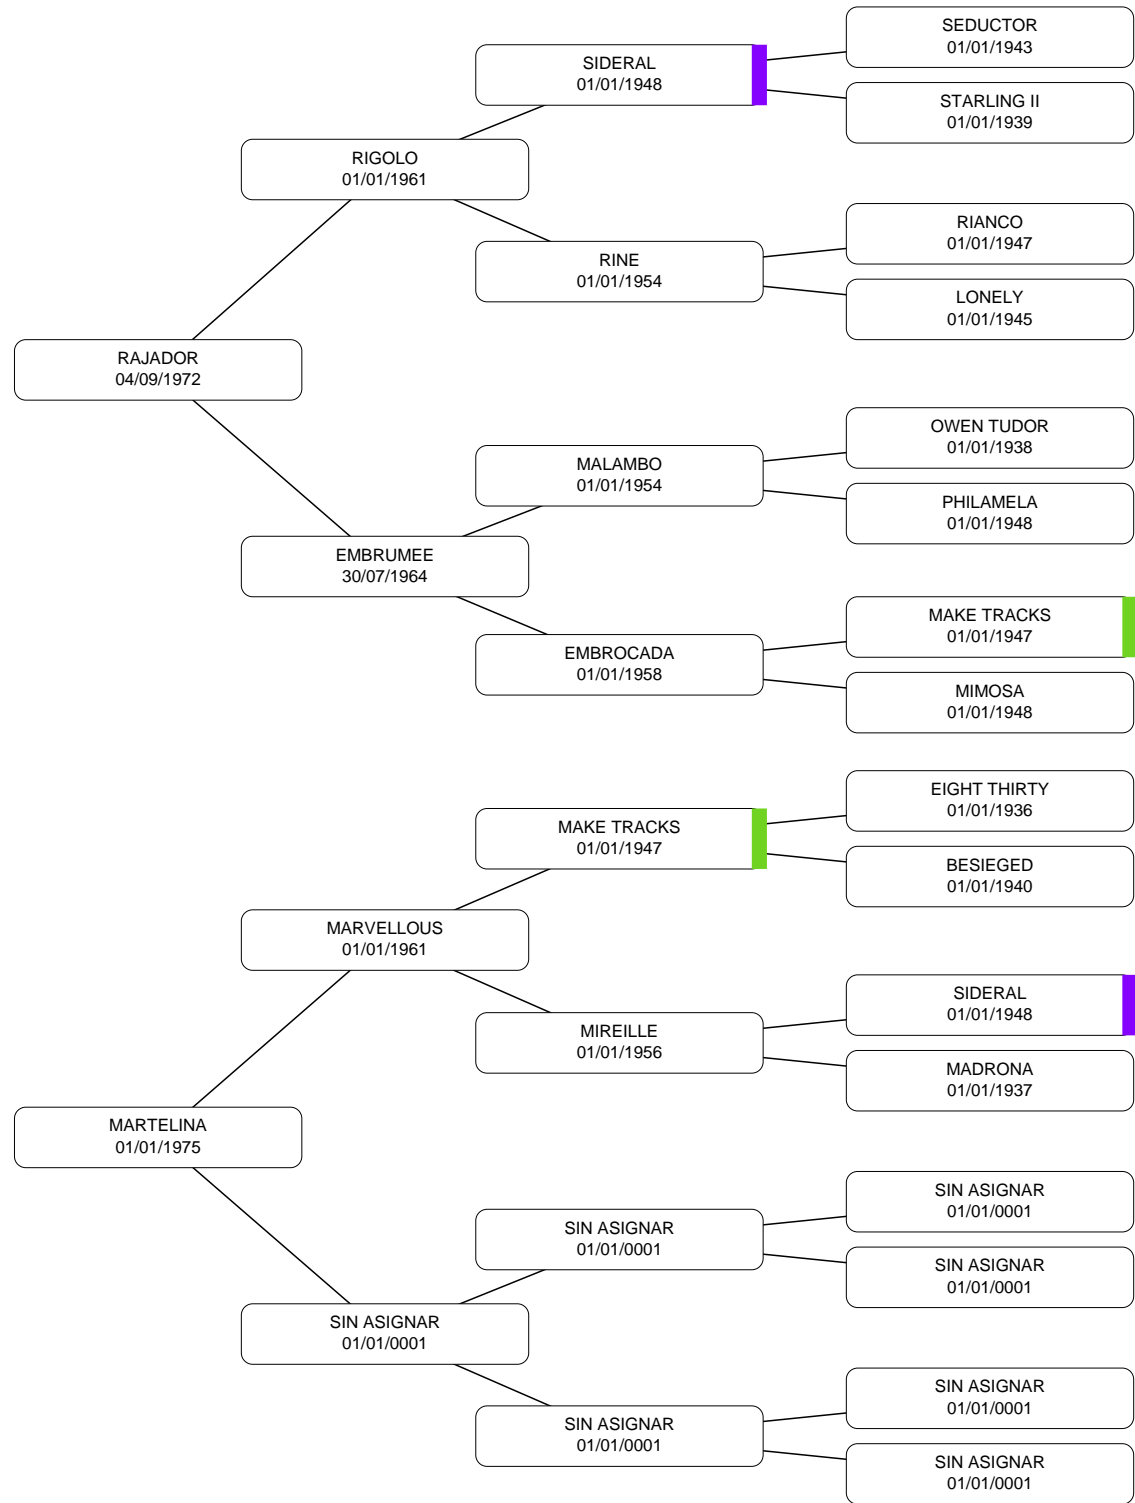 SEDUCTOR
01/01/1943
SIDERAL
01/01/1948
STARLING II
01/01/1939
RIGOLO
01/01/1961
RIANCO
01/01/1947
RINE
01/01/1954
LONELY
01/01/1945
RAJADOR
04/09/1972
OWEN TUDOR
01/01/1938
MALAMBO
01/01/1954
PHILAMELA
01/01/1948
EMBRUMEE
30/07/1964
MAKE TRACKS
01/01/1947
EMBROCADA
01/01/1958
MIMOSA
01/01/1948
EIGHT THIRTY
01/01/1936
MAKE TRACKS
01/01/1947
BESIEGED
01/01/1940
MARVELLOUS
01/01/1961
SIDERAL
01/01/1948
MIREILLE
01/01/1956
MADRONA
01/01/1937
MARTELINA
01/01/1975
SIN ASIGNAR
01/01/0001
SIN ASIGNAR
01/01/0001
SIN ASIGNAR
01/01/0001
SIN ASIGNAR
01/01/0001
SIN ASIGNAR
01/01/0001
SIN ASIGNAR
01/01/0001
SIN ASIGNAR
01/01/0001